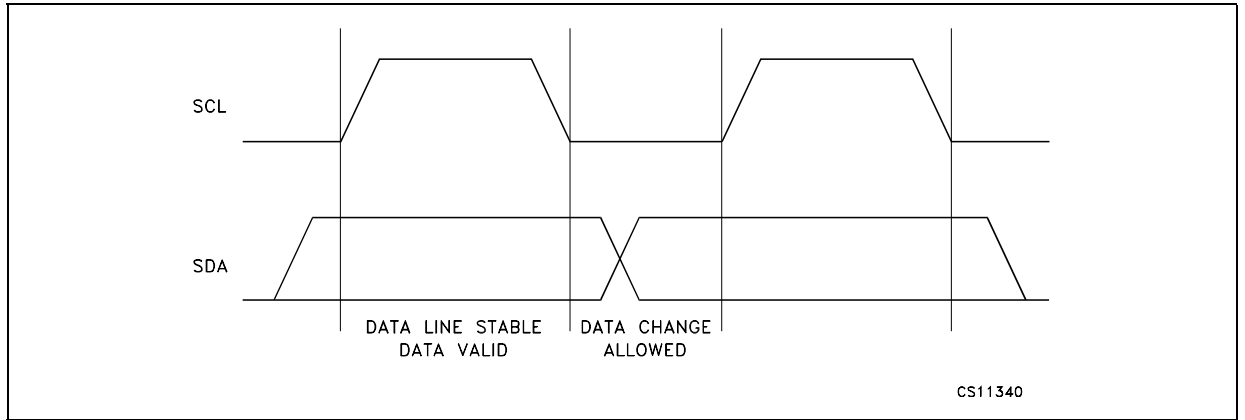 SCL
SDA
DATA LINE STABLE
DATA VALID
DATA CHANGE
ALLOWED
CS11340